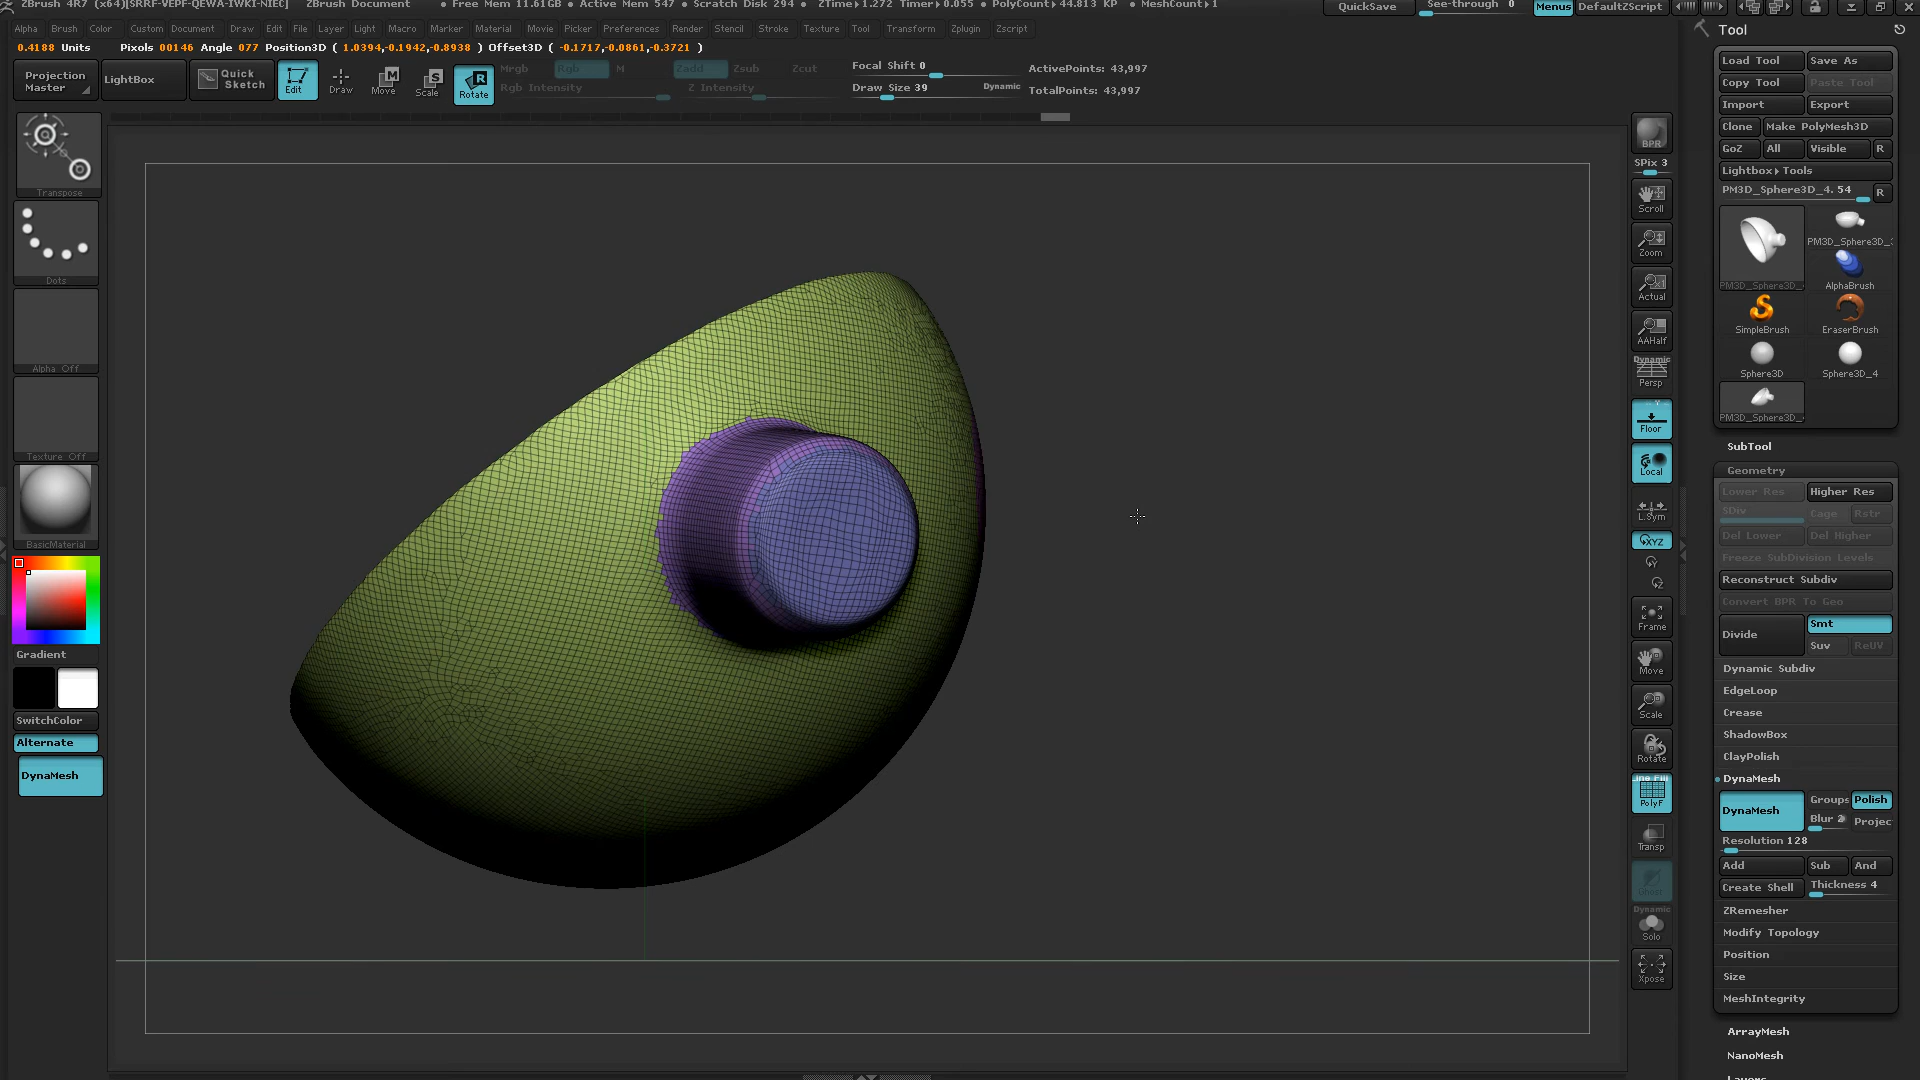 ZBrush 4R7 (x64)[SRRF-VEPF-QEWA-IWKI-NIEC] ZBrush Document • Free Mem 11.61GB • Active Mem 547 • Scratch Disk 294 • ZTime▸1.272 Timer▸0.055 • PolyCount▸44.813 KP • MeshCount▸1 QuickSave See-through 0 Menus DefaultZScript
Alpha Brush Color Custom Document Draw Edit File Layer Light Macro Marker Material Movie Picker Preferences Render Stencil Stroke Texture Tool Transform Zplugin Zscript
0.4188 Units Pixols 00146 Angle 077 Position3D ( 1.0394,-0.1942,-0.8938 ) Offset3D ( -0.1717,-0.0861,-0.3721 )
Projection Master
LightBox
Quick Sketch
Edit
Draw
Move
Scale
Rotate
Mrgb Rgb M Zadd Zsub Zcut
Rgb Intensity Z Intensity
Focal Shift 0
Draw Size 39 Dynamic
ActivePoints: 43,997
TotalPoints: 43,997
Transpose
Dots
Alpha Off
Texture Off
BasicMaterial
Gradient
SwitchColor
Alternate
DynaMesh
BPR
SPix 3
Scroll
Zoom
Actual
AAHalf
Dynamic
Persp
Floor
Local
L.Sym
XYZ
Frame
Move
Scale
Rotate
Line Fill
PolyF
Transp
Ghost
Dynamic
Solo
Xpose
Tool
Load Tool Save As
Copy Tool Paste Tool
Import Export
Clone Make PolyMesh3D
GoZ All Visible R
Lightbox▸Tools
PM3D_Sphere3D_4. 54 R
PM3D_Sphere3D_ PM3D_Sphere3D_3
AlphaBrush
SimpleBrush EraserBrush
Sphere3D Sphere3D_4
PM3D_Sphere3D_
SubTool
Geometry
Lower Res Higher Res
SDiv Cage Rstr
Del Lower Del Higher
Freeze SubDivision Levels
Reconstruct Subdiv
Convert BPR To Geo
Divide Smt
Suv ReUV
Dynamic Subdiv
EdgeLoop
Crease
ShadowBox
ClayPolish
DynaMesh
DynaMesh Groups Polish
Blur 2 Projec
Resolution 128
Add Sub And
Create Shell Thickness 4
ZRemesher
Modify Topology
Position
Size
MeshIntegrity
ArrayMesh
NanoMesh